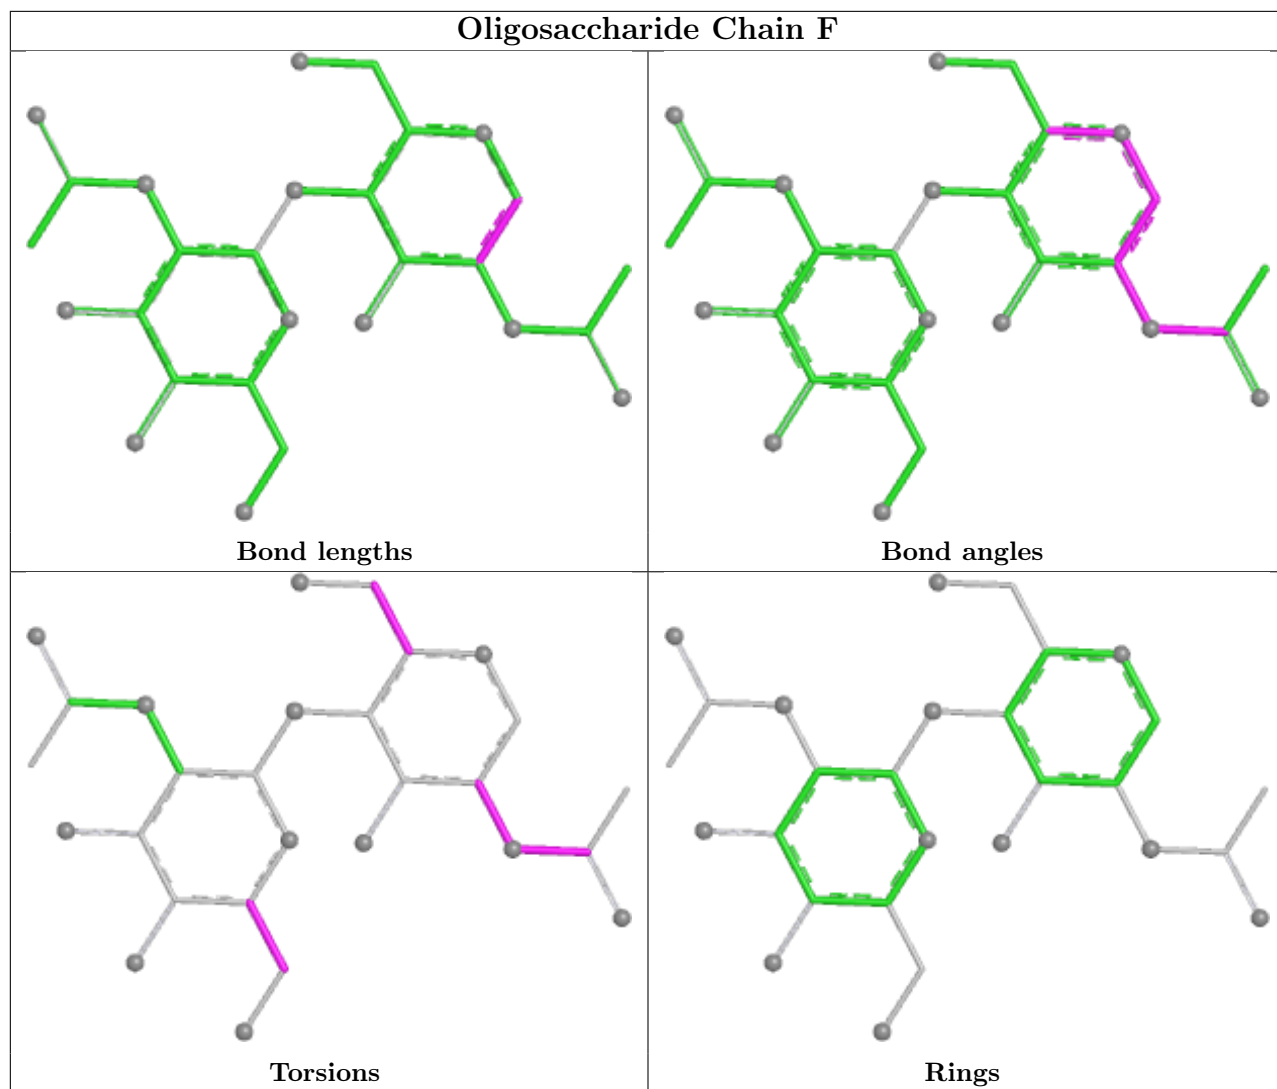 Oligosaccharide Chain F
Bond lengths
Bond angles
Torsions
Rings